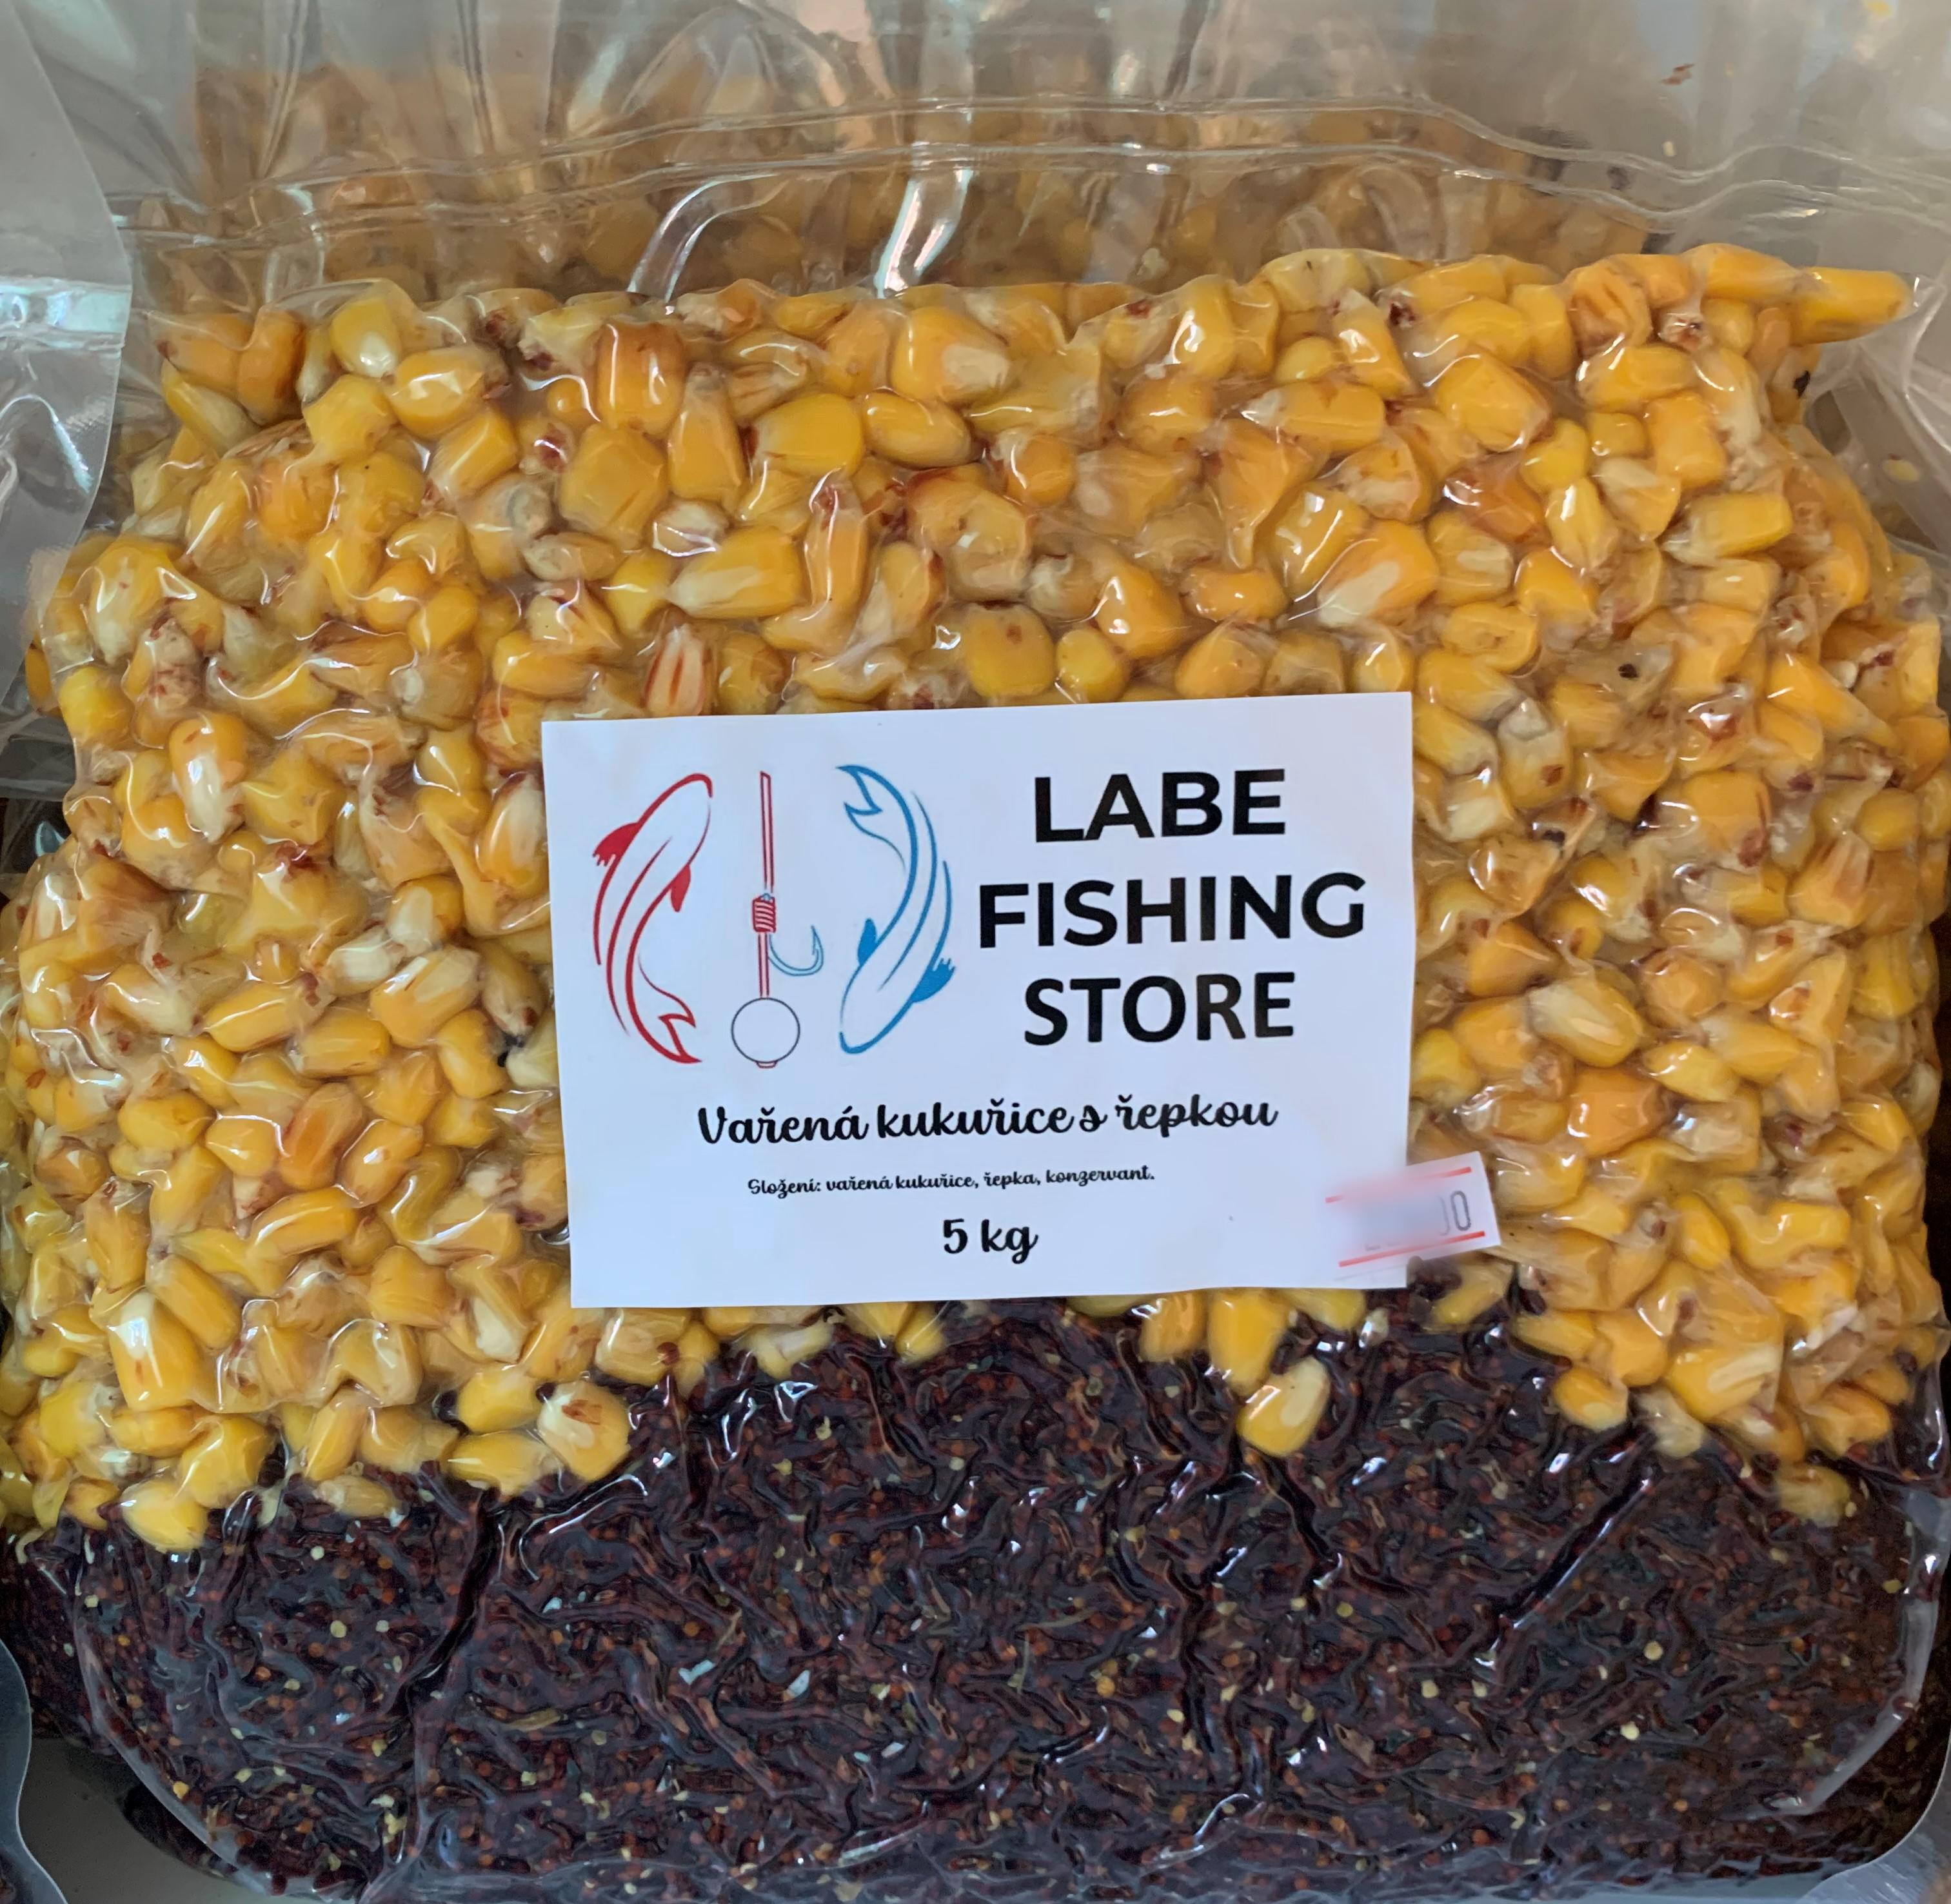 LABE
FISHING
STORE
Vařená kukuřice s řepkou
Složení: vařená kukuřice, řepka, konzervant.
5 kg